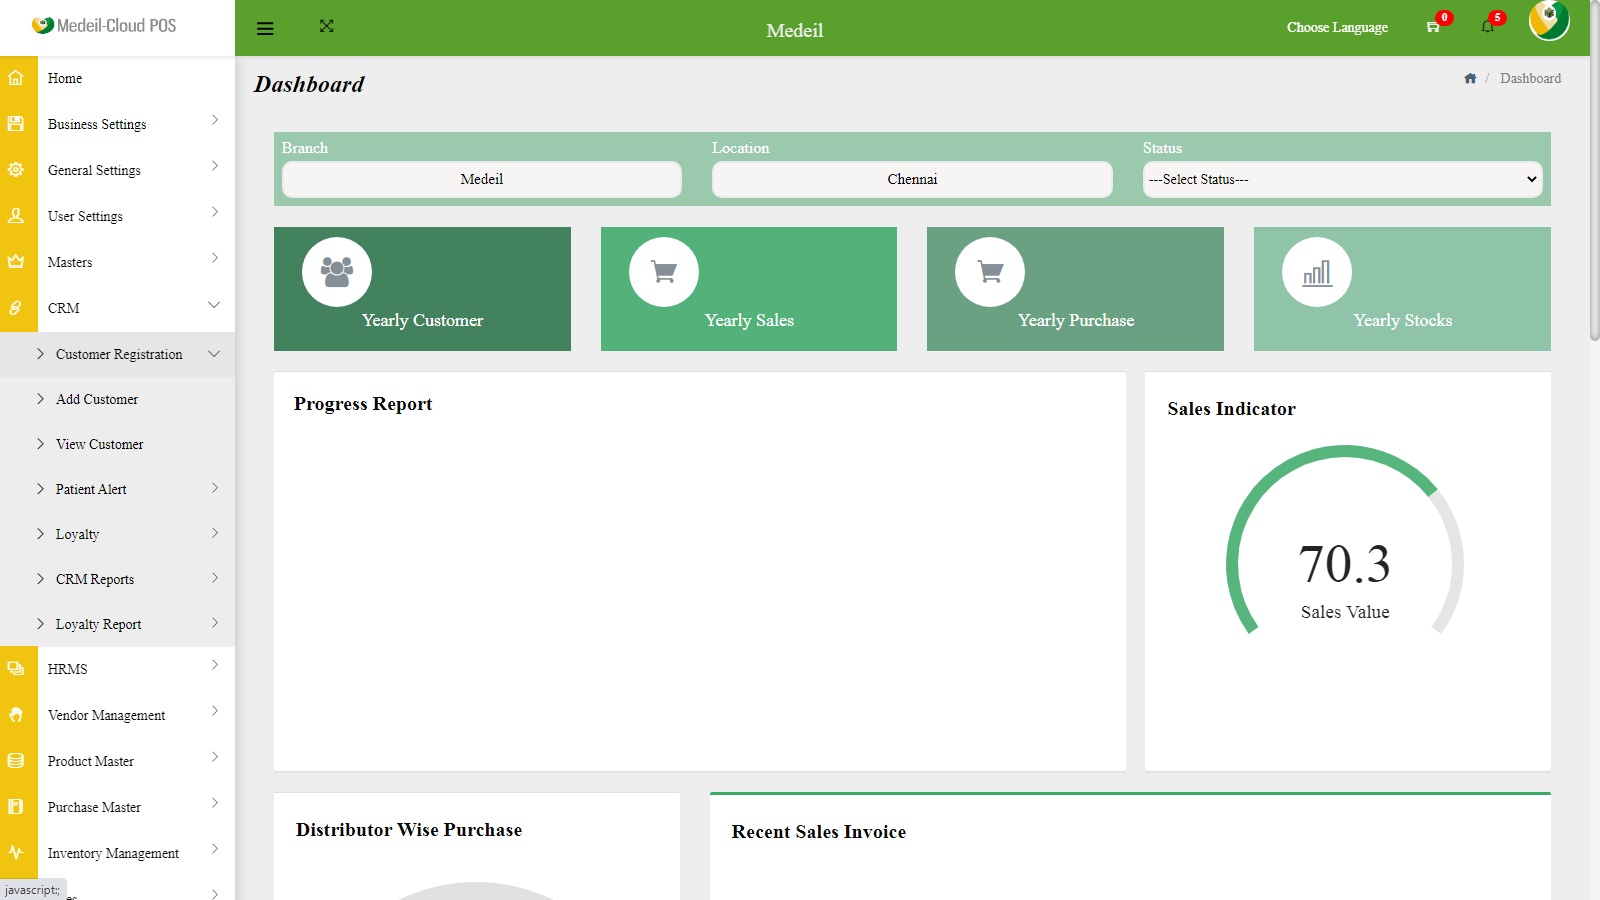 Medeil-Cloud POS
Medeil
Choose Language
0
5
Home
Business Settings
General Settings
User Settings
Masters
CRM
Customer Registration
Add Customer
View Customer
Patient Alert
Loyalty
CRM Reports
Loyalty Report
HRMS
Vendor Management
Product Master
Purchase Master
Inventory Management
javascript:;
Dashboard
/ Dashboard
Branch
Location
Status
Medeil
Chennai
---Select Status---
Yearly Customer
Yearly Sales
Yearly Purchase
Yearly Stocks
Progress Report
Sales Indicator
70.3
Sales Value
Distributor Wise Purchase
Recent Sales Invoice